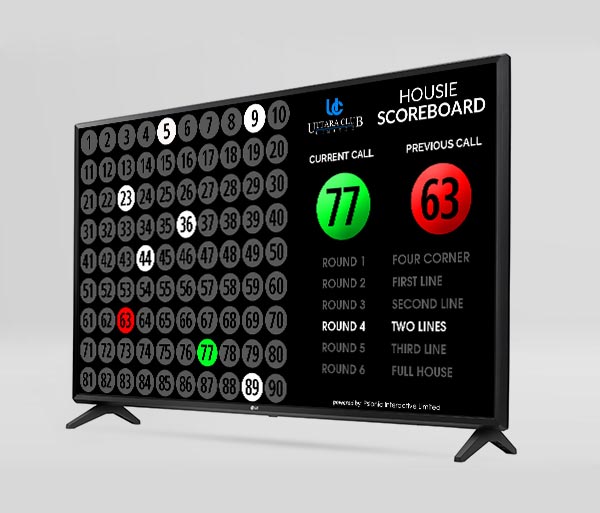 1 2 3 4 5 6 7 8 9 10
11 12 13 14 15 16 17 18 19 20
21 22 23 24 25 26 27 28 29 30
31 32 33 34 35 36 37 38 39 40
41 42 43 44 45 46 47 48 49 50
51 52 53 54 55 56 57 58 59 60
61 62 63 64 65 66 67 68 69 70
71 72 73 74 75 76 77 78 79 80
81 82 83 84 85 86 87 88 89 90
UC
UTTARA CLUB
LIMITED
HOUSIE
SCOREBOARD
CURRENT CALL PREVIOUS CALL
77 63
ROUND 1 FOUR CORNER
ROUND 2 FIRST LINE
ROUND 3 SECOND LINE
ROUND 4 TWO LINES
ROUND 5 THIRD LINE
ROUND 6 FULL HOUSE
powered by: Psionic Interactive Limited
LG